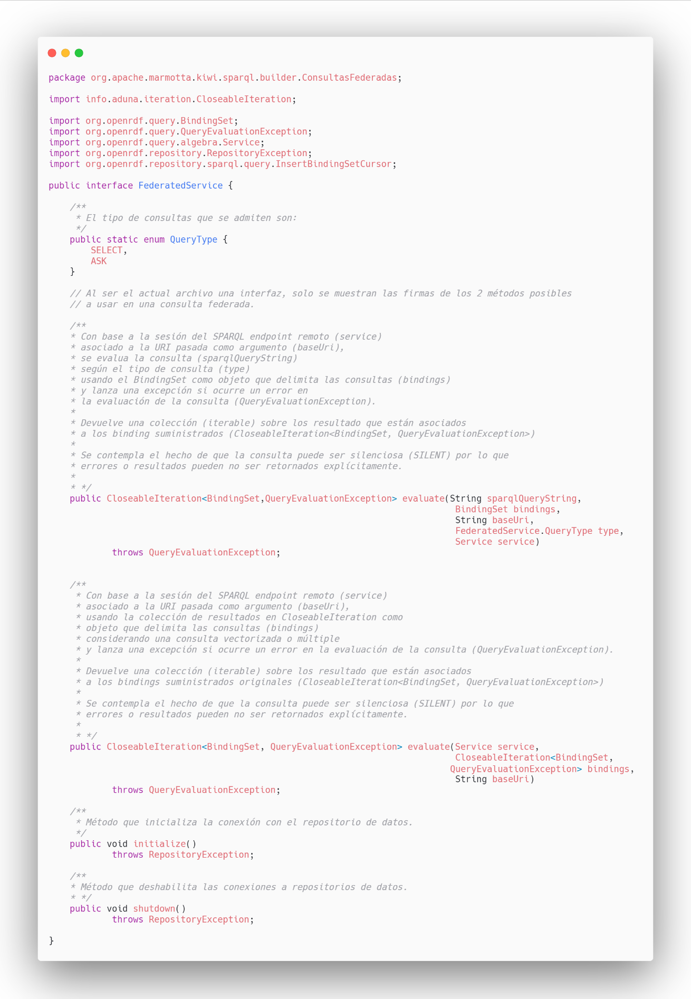 package org.apache.marmotta.kiwi.sparql.builder.ConsultasFederadas;
import info.aduna.iteration.CloseableIteration;
import org.openrdf.query.BindingSet;
import org.openrdf.query.QueryEvaluationException;
import org.openrdf.query.algebra.Service;
import org.openrdf.repository.RepositoryException;
import org.openrdf.repository.sparql.query.InsertBindingSetCursor;
public interface FederatedService {
/**
* El tipo de consultas que se admiten son:
*/
public static enum QueryType {
SELECT,
ASK
}
// Al ser el actual archivo una interfaz, solo se muestran las firmas de los 2 métodos posibles
// a usar en una consulta federada.
/**
* Con base a la sesión del SPARQL endpoint remoto (service)
* asociado a la URI pasada como argumento (baseUri),
* se evalua la consulta (sparqlQueryString)
* según el tipo de consulta (type)
* usando el BindingSet como objeto que delimita las consultas (bindings)
* y lanza una excepción si ocurre un error en
* la evaluación de la consulta (QueryEvaluationException).
*
* Devuelve una colección (iterable) sobre los resultado que están asociados
* a los binding suministrados (CloseableIteration<BindingSet, QueryEvaluationException>)
*
* Se contempla el hecho de que la consulta puede ser silenciosa (SILENT) por lo que
* errores o resultados pueden no ser retornados explícitamente.
*
* */
public CloseableIteration<BindingSet,QueryEvaluationException> evaluate(String sparqlQueryString,
BindingSet bindings,
String baseUri,
FederatedService.QueryType type,
Service service)
throws QueryEvaluationException;
/**
* Con base a la sesión del SPARQL endpoint remoto (service)
* asociado a la URI pasada como argumento (baseUri),
* usando la colección de resultados en CloseableIteration como
* objeto que delimita las consultas (bindings)
* considerando una consulta vectorizada o múltiple
* y lanza una excepción si ocurre un error en la evaluación de la consulta (QueryEvaluationException).
*
* Devuelve una colección (iterable) sobre los resultado que están asociados
* a los bindings suministrados originales (CloseableIteration<BindingSet, QueryEvaluationException>)
*
* Se contempla el hecho de que la consulta puede ser silenciosa (SILENT) por lo que
* errores o resultados pueden no ser retornados explícitamente.
*
* */
public CloseableIteration<BindingSet, QueryEvaluationException> evaluate(Service service,
CloseableIteration<BindingSet,
QueryEvaluationException> bindings,
String baseUri)
throws QueryEvaluationException;
/**
* Método que inicializa la conexión con el repositorio de datos.
*/
public void initialize()
throws RepositoryException;
/**
* Método que deshabilita las conexiones a repositorios de datos.
* */
public void shutdown()
throws RepositoryException;
}